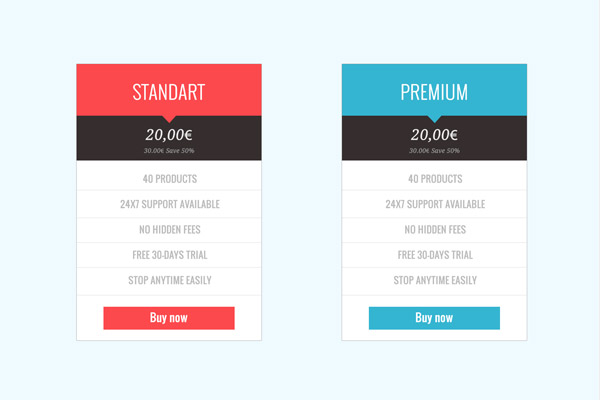 STANDART
20,00€
30.00€ Save 50%
40 PRODUCTS
24X7 SUPPORT AVAILABLE
NO HIDDEN FEES
FREE 30-DAYS TRIAL
STOP ANYTIME EASILY
Buy now
PREMIUM
20,00€
30.00€ Save 50%
40 PRODUCTS
24X7 SUPPORT AVAILABLE
NO HIDDEN FEES
FREE 30-DAYS TRIAL
STOP ANYTIME EASILY
Buy now